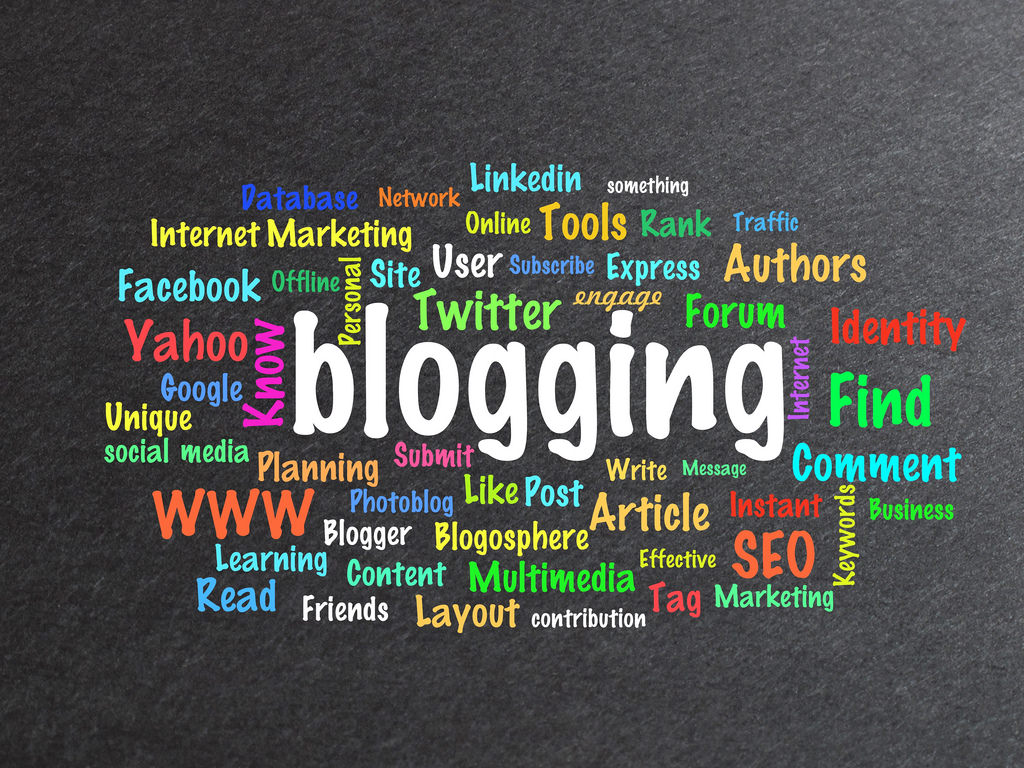 Linkedin
something
Database
Network
Online
Tools
Rank
Traffic
Internet Marketing
User
Subscribe
Express
Authors
Facebook
Offline
Personal
Site
Twitter
engage
Forum
Identity
Yahoo
Know
blogging
Internet
Find
Google
Unique
social media
Planning
Submit
Write
Message
Comment
WWW
Photoblog
Like
Post
Article
Instant
Keywords
Business
Blogger
Blogosphere
Effective
SEO
Learning
Content
Multimedia
Read
Friends
Layout
contribution
Tag
Marketing